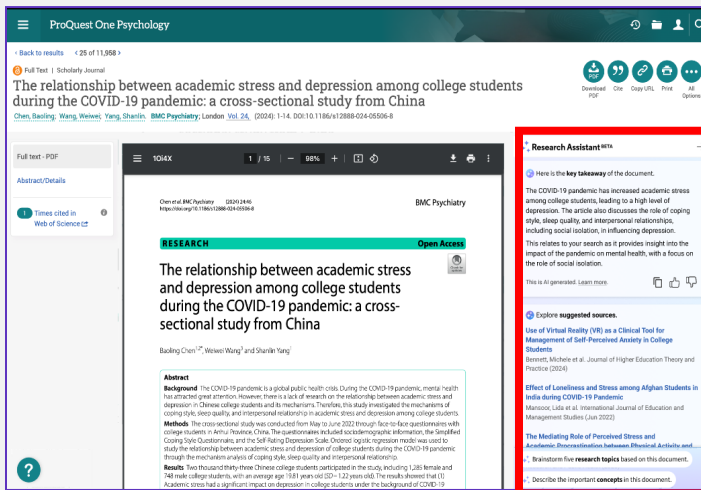 ProQuest One Psychology
< Back to results < 25 of 11,958 >
Full Text | Scholarly Journal
The relationship between academic stress and depression among college students
during the COVID-19 pandemic: a cross-sectional study from China
Chen, Baoling; Wang, Weiwei; Yang, Shanlin. BMC Psychiatry; London Vol. 24, (2024): 1-14. DOI:10.1186/s12888-024-05506-8
PDF
Download PDF
Cite
Copy URL
Print
All Options
Full text - PDF
Abstract/Details
1 Times cited in
Web of Science
10i4X
1 / 15 | — 98% +
Chen et al. BMC Psychiatry (2024) 24:46
https://doi.org/10.1186/s12888-024-05506-8
BMC Psychiatry
RESEARCH
Open Access
The relationship between academic stress
and depression among college students
during the COVID-19 pandemic: a cross-
sectional study from China
Baoling Chen1,2*, Weiwei Wang3 and Shanlin Yang1
Abstract
Background The COVID-19 pandemic is a global public health crisis. During the COVID-19 pandemic, mental health
has attracted great attention. However, there is a lack of research on the relationship between academic stress and
depression in Chinese college students and its mechanisms. Therefore, this study investigated the mechanisms of
coping style, sleep quality, and interpersonal relationship in academic stress and depression among college students.
Methods The cross-sectional study was conducted from May to June 2022 through face-to-face questionnaires with
college students in Anhui Province, China. The questionnaires included sociodemographic information, the Simplified
Coping Style Questionnaire, and the Self-Rating Depression Scale. Ordered logistic regression model was used to
study the relationship between academic stress and depression of college students during the COVID-19 pandemic
through the mechanism analysis of coping style, sleep quality and interpersonal relationship.
Results Two thousand thirty-three Chinese college students participated in the study, including 1,285 female and
748 male college students, with an average age 19.81 years old (SD= 1.22 years old). The results showed that (1)
Academic stress had a significant impact on depression in college students under the background of COVID-19
Research Assistant BETA
Here is the key takeaway of the document.
The COVID-19 pandemic has increased academic stress
among college students, leading to a high level of
depression. The article also discusses the role of coping
style, sleep quality, and interpersonal relationships,
including social isolation, in influencing depression.
This relates to your search as it provides insight into the
impact of the pandemic on mental health, with a focus on
the role of social isolation.
This is AI generated. Learn more.
Explore suggested sources.
Use of Virtual Reality (VR) as a Clinical Tool for
Management of Self-Perceived Anxiety in College
Students
Bennett, Michele et al. Journal of Higher Education Theory and
Practice (2024)
Effect of Loneliness and Stress among Afghan Students in
India during COVID-19 Pandemic
Mansoor, Lida et al. International Journal of Education and
Management Studies (Jun 2022)
The Mediating Role of Perceived Stress and
Academic Procrastination between Physical Activity and
Brainstorm five research topics based on this document.
Describe the important concepts in this document.
?